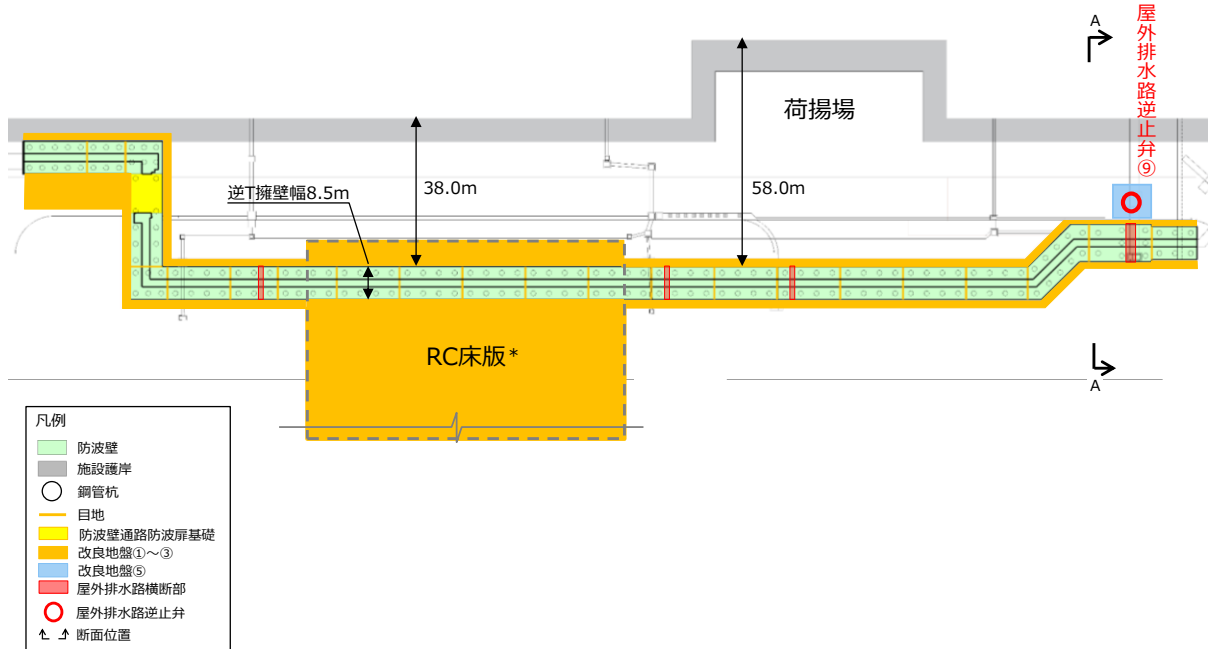 A
屋外排水路逆止弁⑨
荷揚場
逆T擁壁幅8.5m
38.0m
58.0m
RC床版*
A
凡例
防波壁
施設護岸
鋼管杭
目地
防波壁通路防波扉基礎
改良地盤①~③
改良地盤⑤
屋外排水路横断部
屋外排水路逆止弁
断面位置